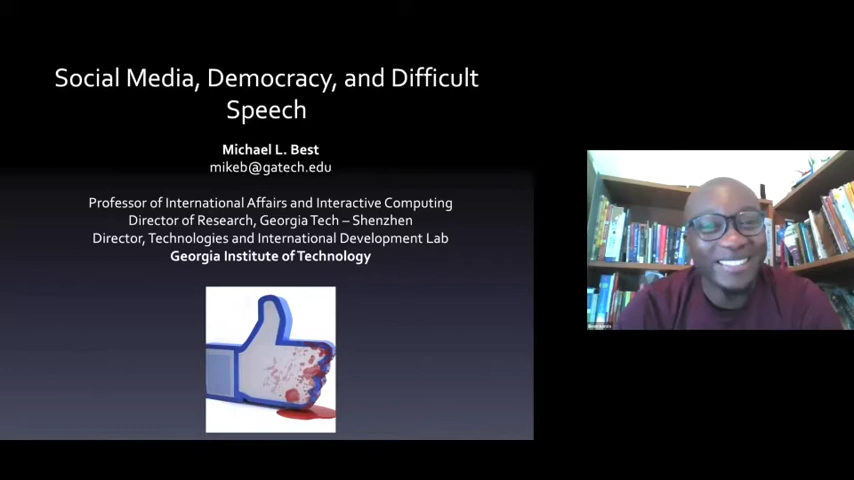 Social Media, Democracy, and Difficult
Speech
Michael L. Best
mikeb@gatech.edu
Professor of International Affairs and Interactive Computing
Director of Research, Georgia Tech – Shenzhen
Director, Technologies and International Development Lab
Georgia Institute of Technology